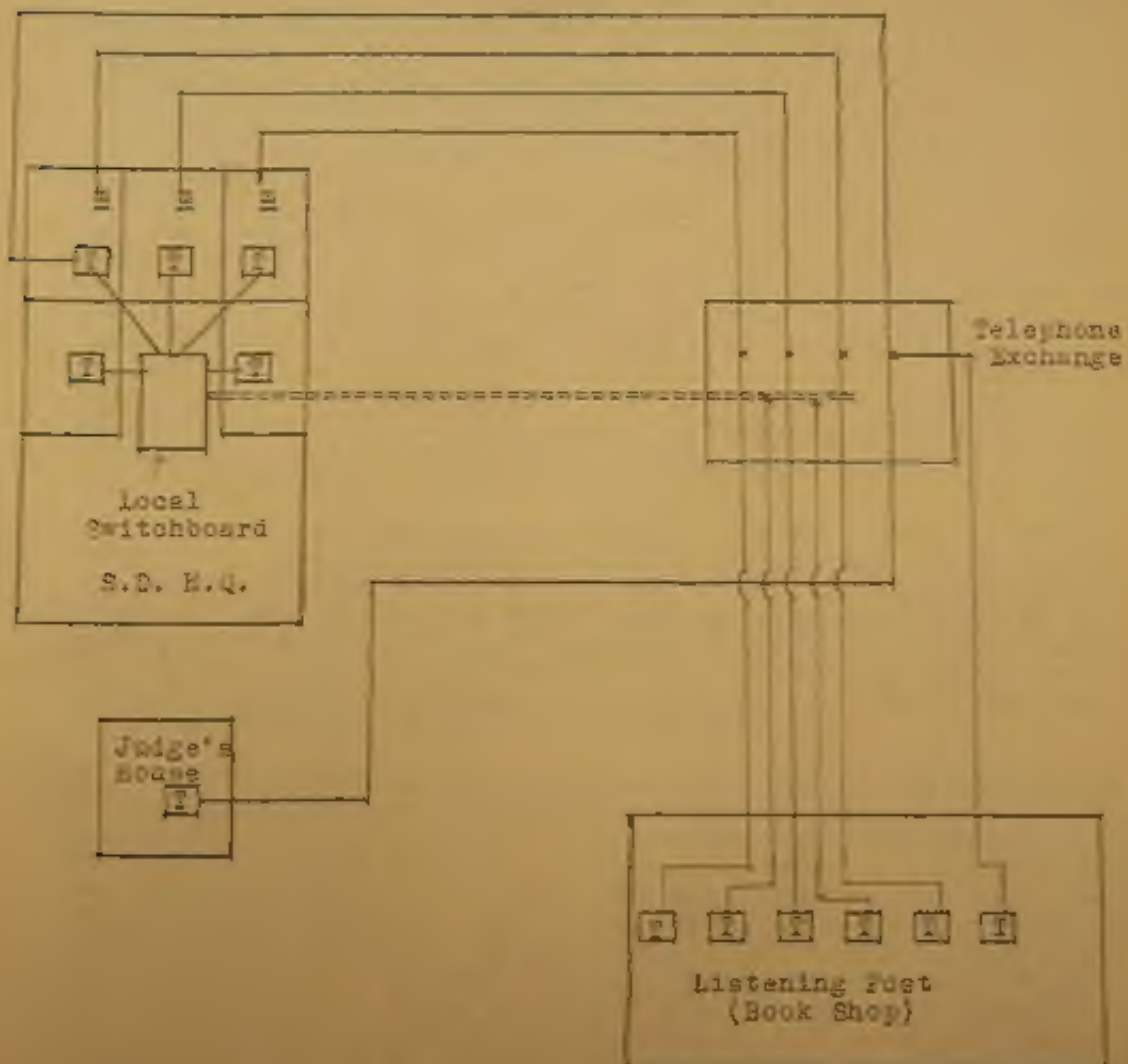 T T T
Telephone
Exchange
T T
Local
Switchboard
S.D. H.Q.
Judge's
House
T
T T T T T T
Listening Post
(Book Shop)